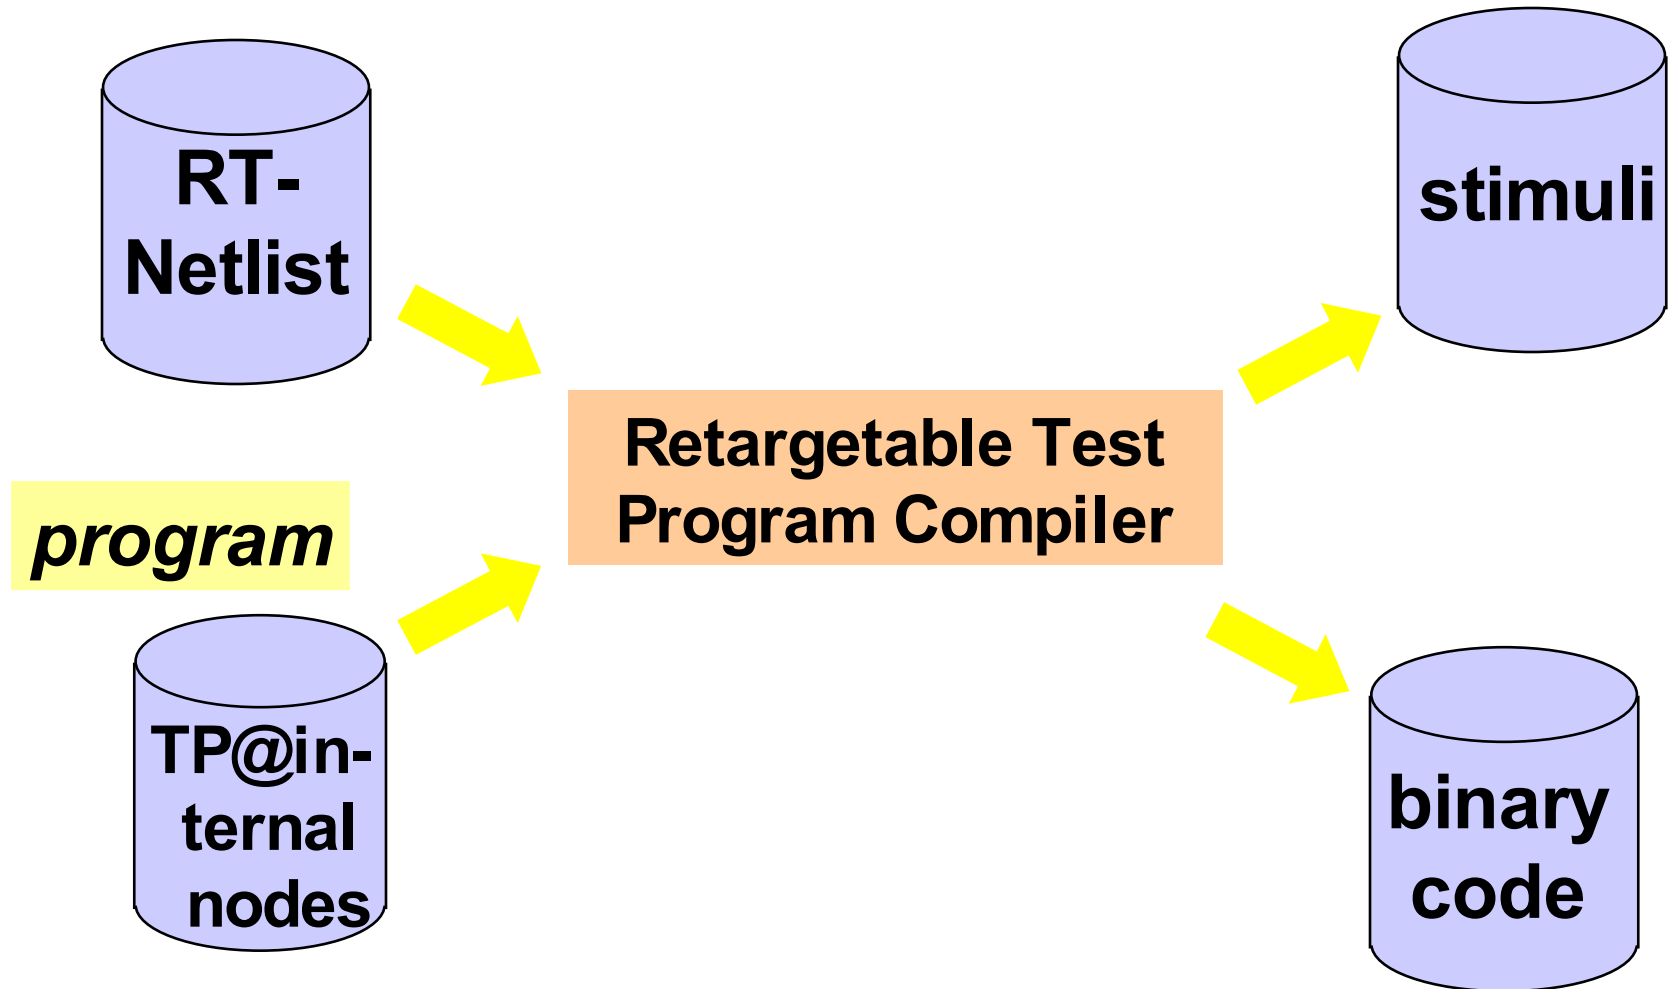 RT-
Netlist
program
TP@in-
ternal
nodes
Retargetable Test
Program Compiler
stimuli
binary
code